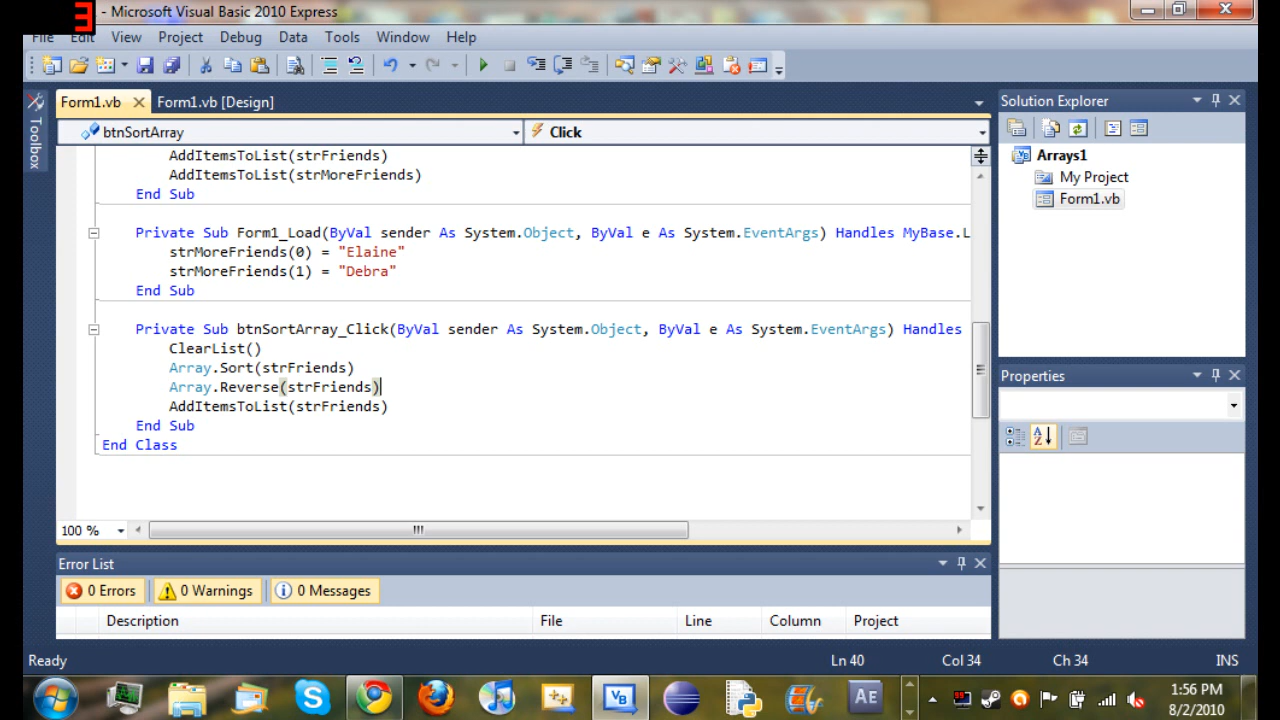 3 - Microsoft Visual Basic 2010 Express
File Edit View Project Debug Data Tools Window Help
Toolbox
Form1.vb Form1.vb [Design]
btnSortArray Click
AddItemsToList(strFriends)
AddItemsToList(strMoreFriends)
End Sub
Private Sub Form1_Load(ByVal sender As System.Object, ByVal e As System.EventArgs) Handles MyBase.L
strMoreFriends(0) = "Elaine"
strMoreFriends(1) = "Debra"
End Sub
Private Sub btnSortArray_Click(ByVal sender As System.Object, ByVal e As System.EventArgs) Handles
ClearList()
Array.Sort(strFriends)
Array.Reverse(strFriends)
AddItemsToList(strFriends)
End Sub
End Class
100 %
Solution Explorer
Arrays1
My Project
Form1.vb
Properties
Error List
0 Errors 0 Warnings 0 Messages
Description File Line Column Project
Ready Ln 40 Col 34 Ch 34 INS
VB AE 99 1:56 PM
8/2/2010